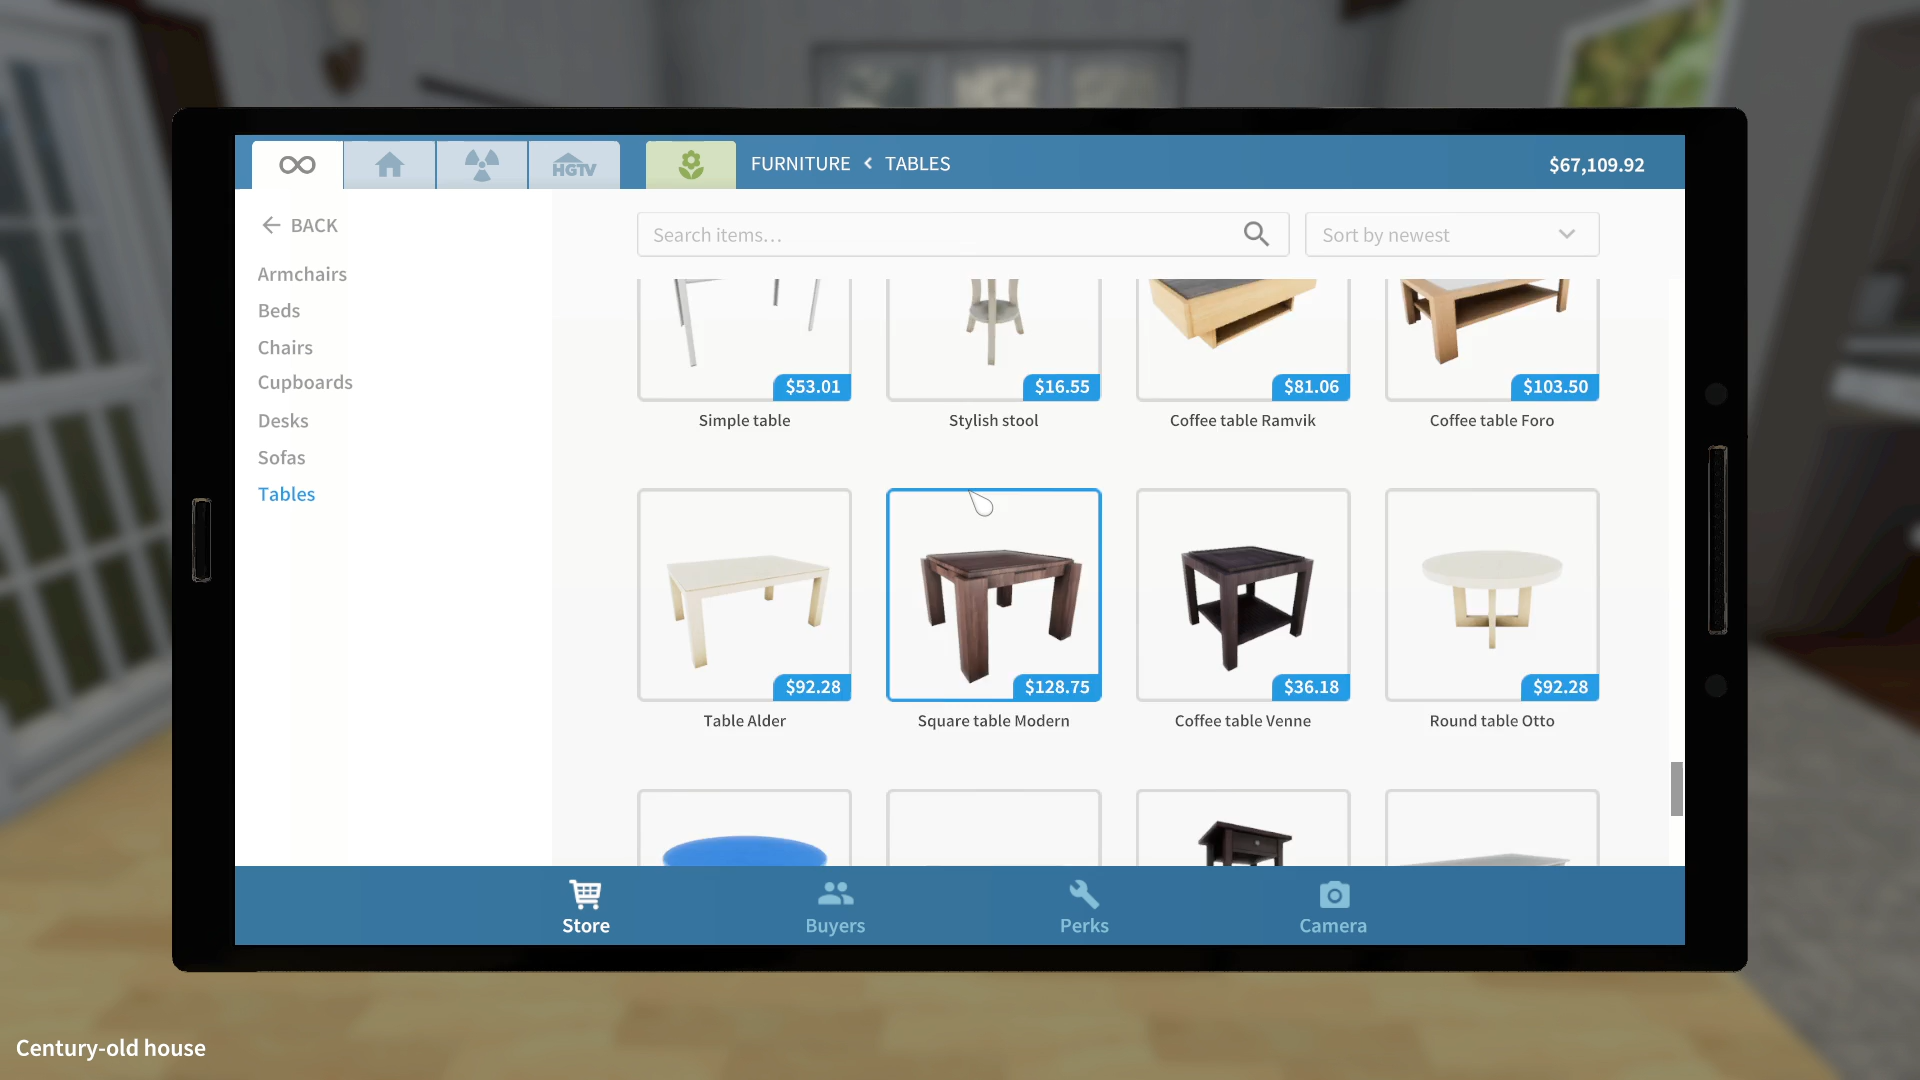 HGTV
FURNITURE < TABLES
$67,109.92
BACK
Armchairs
Beds
Chairs
Cupboards
Desks
Sofas
Tables
Search items...
Sort by newest
$53.01
$16.55
$81.06
$103.50
Simple table
Stylish stool
Coffee table Ramvik
Coffee table Foro
$92.28
$128.75
$36.18
$92.28
Table Alder
Square table Modern
Coffee table Venne
Round table Otto
Store
Buyers
Perks
Camera
Century-old house